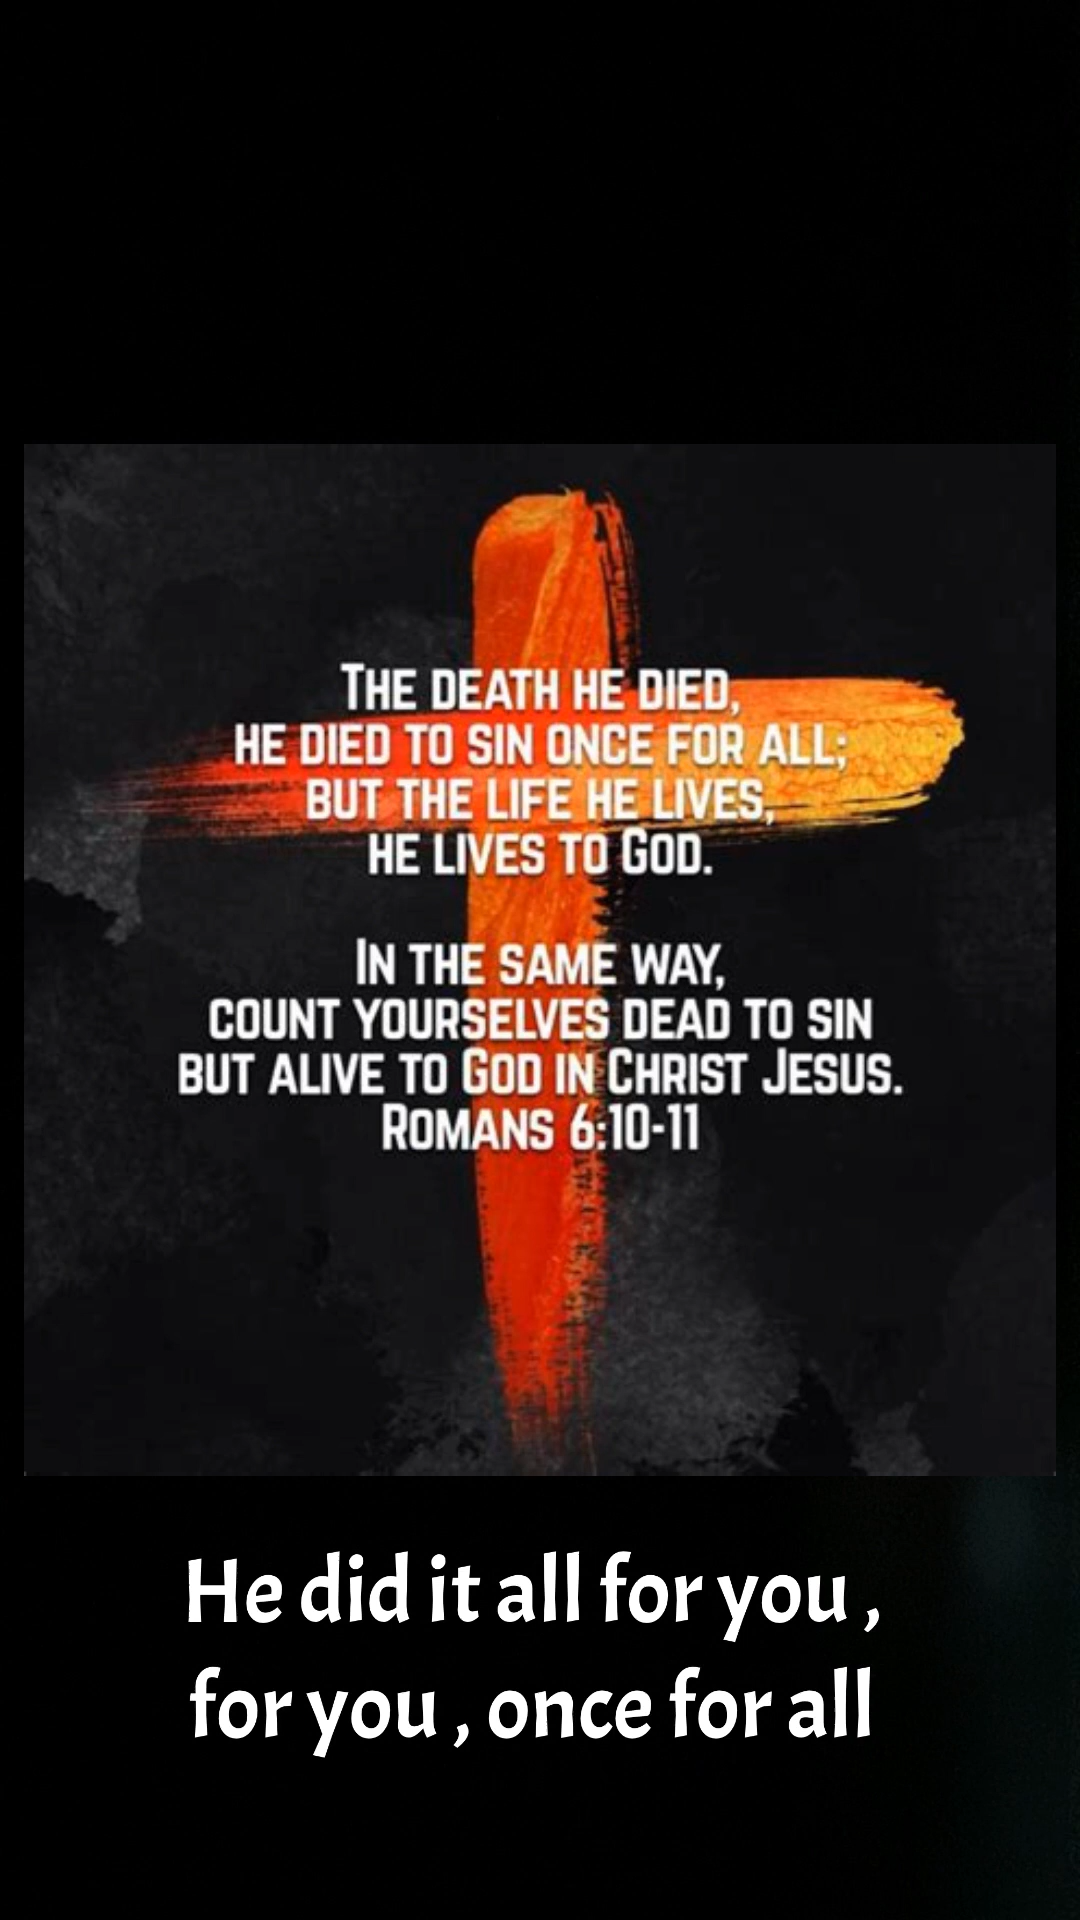 The death he died,
he died to sin once for all;
but the life he lives,
he lives to God.
In the same way,
count yourselves dead to sin
but alive to God in Christ Jesus.
Romans 6:10-11
He did it all for you ,
for you , once for all